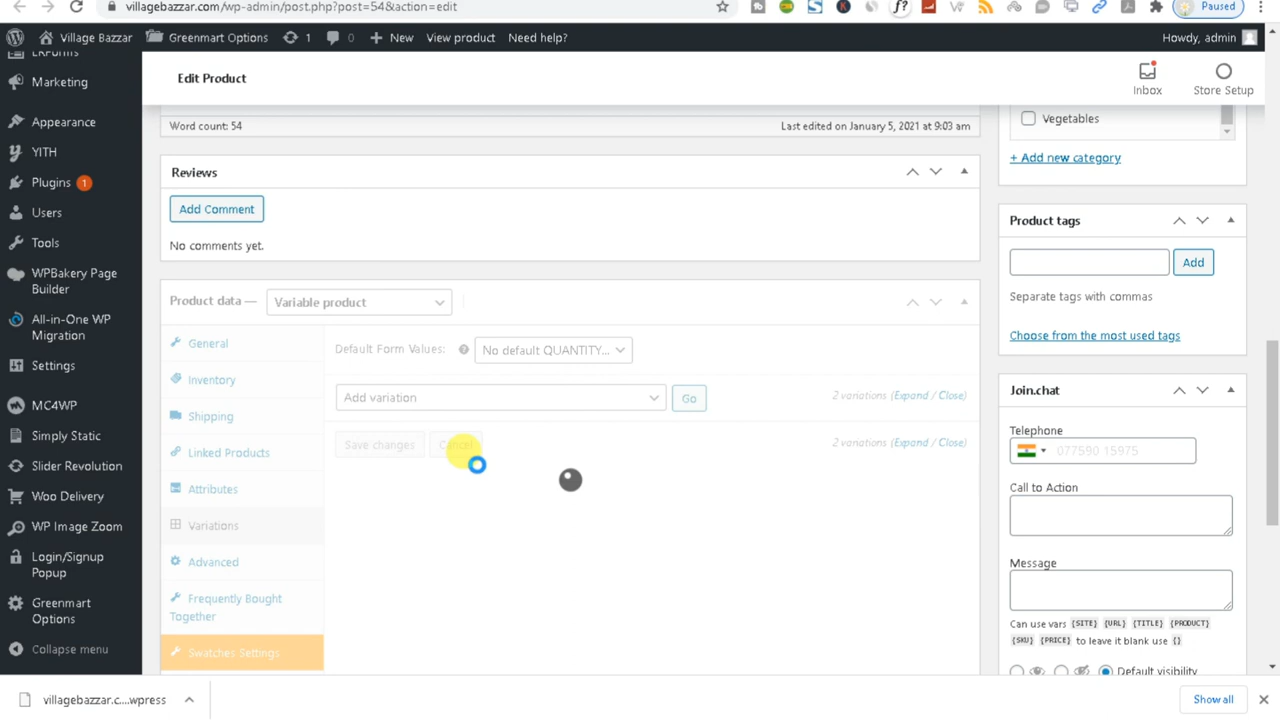 villagebazzar.com/wp-admin/post.php?post=54&action=edit
Paused
Village Bazzar
Greenmart Options
1
0
New
View product
Need help?
Howdy, admin
Marketing
Appearance
YITH
Plugins 1
Users
Tools
WPBakery Page
Builder
All-in-One WP
Migration
Settings
MC4WP
Simply Static
Slider Revolution
Woo Delivery
WP Image Zoom
Login/Signup
Popup
Greenmart
Options
Collapse menu
Edit Product
Inbox
Store Setup
Word count: 54
Last edited on January 5, 2021 at 9:03 am
Reviews
Add Comment
No comments yet.
Product data —
Variable product
General
Inventory
Shipping
Linked Products
Attributes
Variations
Advanced
Frequently Bought
Together
Swatches Settings
Default Form Values:
No default QUANTITY...
Add variation
Go
2 variations (Expand / Close)
Save changes
Cancel
2 variations (Expand / Close)
Vegetables
+ Add new category
Product tags
Add
Separate tags with commas
Choose from the most used tags
Join.chat
Telephone
077590 15975
Call to Action
Message
Can use vars {SITE} {URL} {TITLE} {PRODUCT}
{SKU} {PRICE} to leave it blank use {}
Default visibility
villagebazzar.c....wpress
Show all